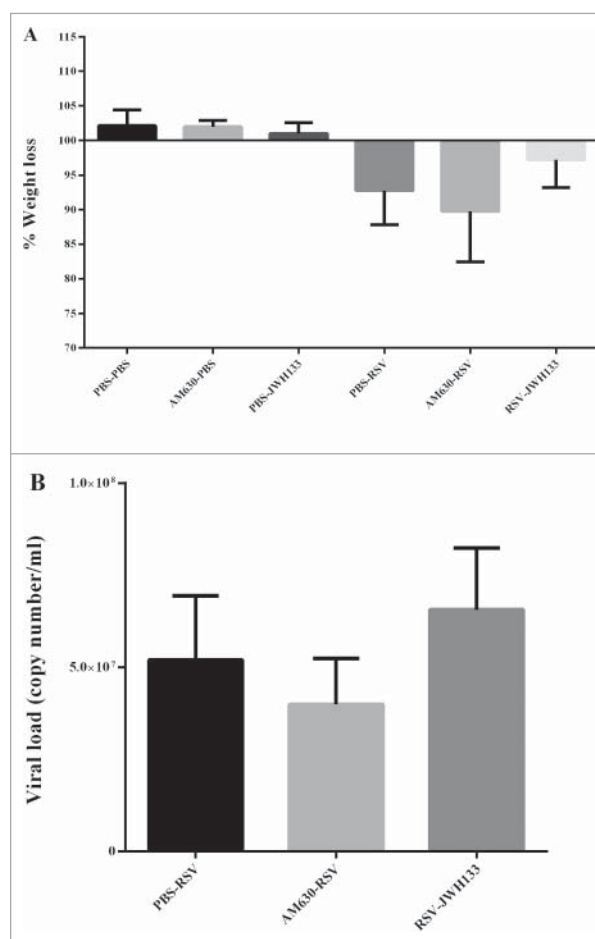 A
% Weight loss
115
110
105
100
95
90
85
80
75
70
PBS-PBS
AM630-PBS
PBS-JWH133
PBS-RSV
AM630-RSV
RSV-JWH133
B
Viral load (copy number/ml)
1.0×10⁸
5.0×10⁷
0
PBS-RSV
AM630-RSV
RSV-JWH133